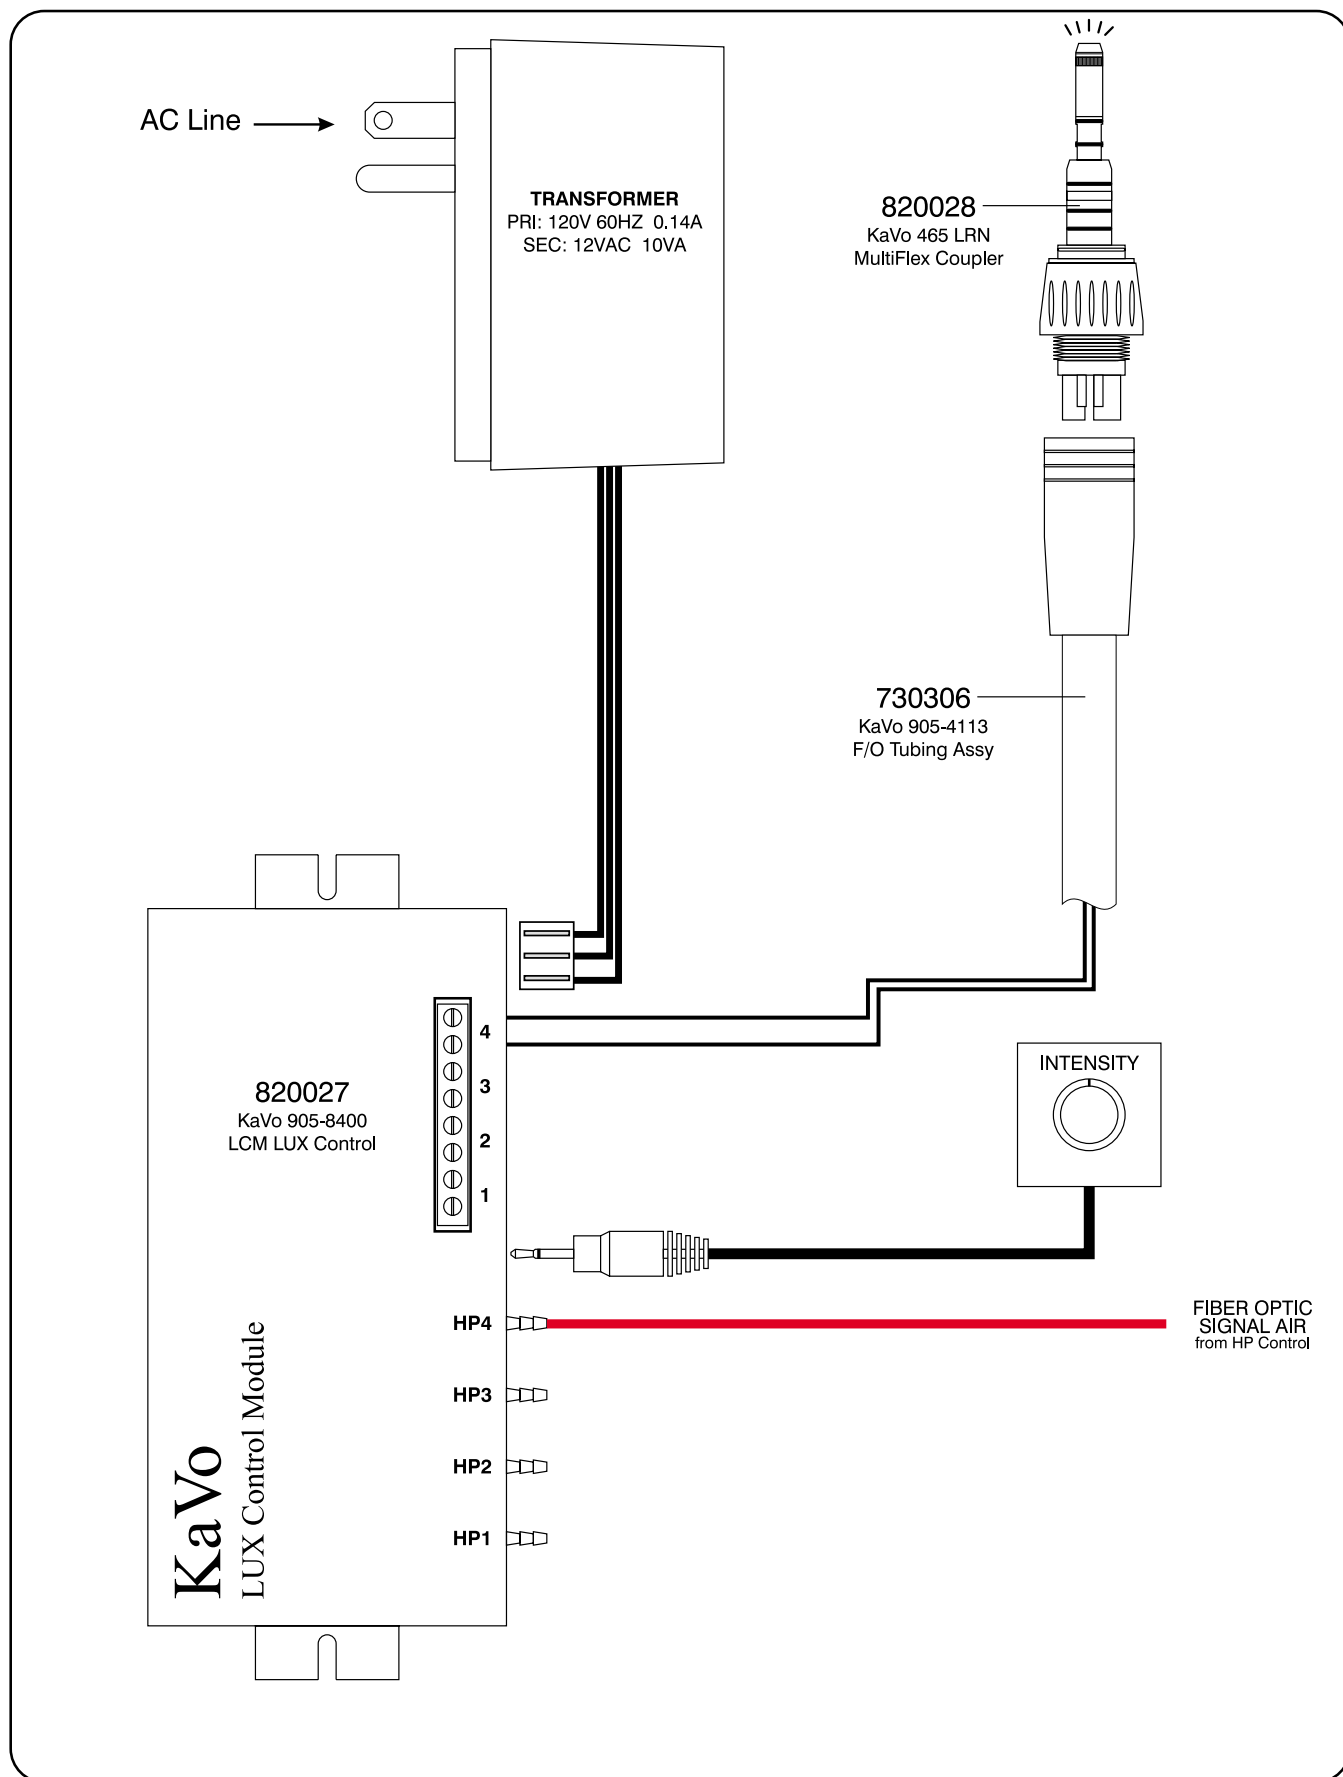 AC Line
TRANSFORMER
PRI: 120V 60HZ 0.14A
SEC: 12VAC 10VA
820028
KaVo 465 LRN
MultiFlex Coupler
730306
KaVo 905-4113
F/O Tubing Assy
820027
KaVo 905-8400
LCM LUX Control
4
3
2
1
INTENSITY
HP4
HP3
HP2
HP1
FIBER OPTIC
SIGNAL AIR
from HP Control
KaVo
LUX Control Module